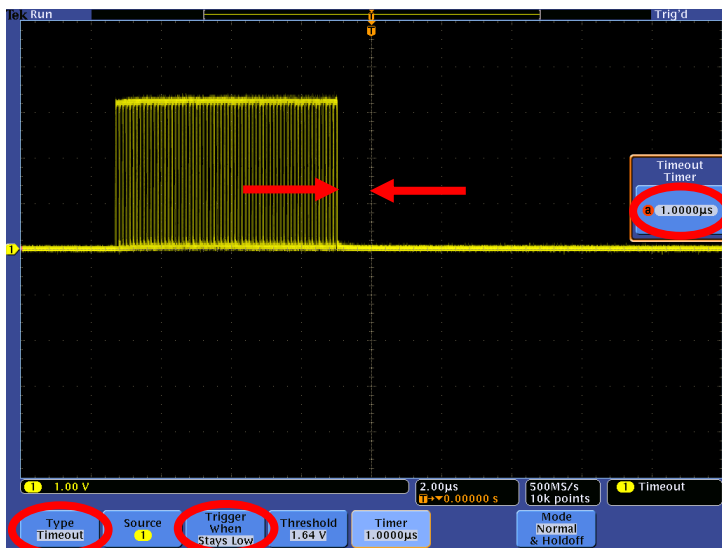 Tek Run Trig'd
T
T
Timeout
Timer
a 1.0000µs
1
1 1.00 V
2.00µs
T→▼0.00000 s
500MS/s
10k points
1 Timeout
Type
Timeout
Source
1
Trigger
When
Stays Low
Threshold
1.64 V
Timer
1.0000µs
Mode
Normal
& Holdoff